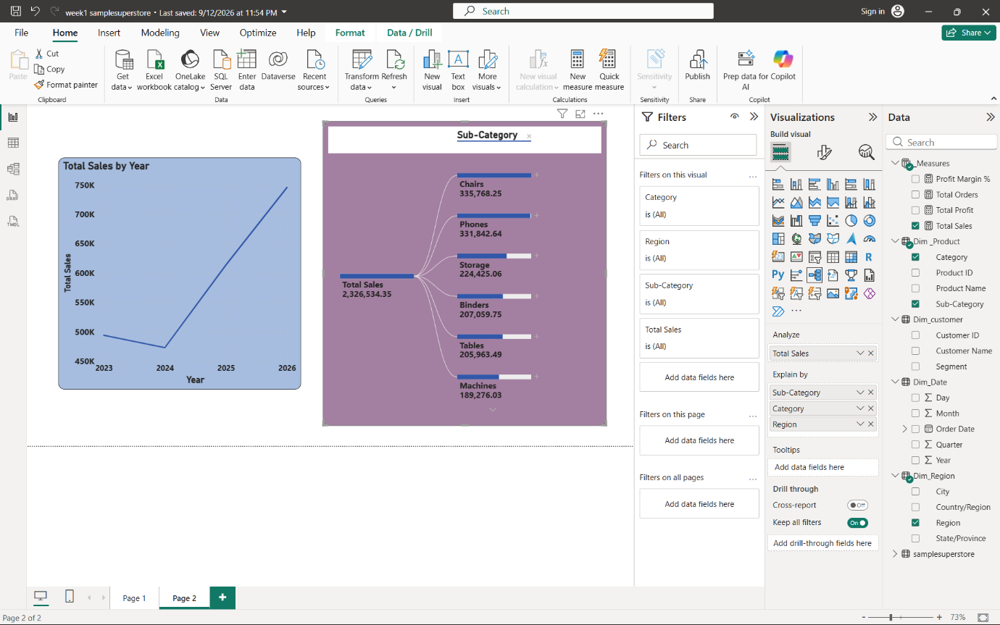 week1 samplesuperstore • Last saved: 9/12/2026 at 11:54 PM
Search
Sign in
File
Home
Insert
Modeling
View
Optimize
Help
Format
Data / Drill
Share
Paste
Cut
Copy
Format painter
Clipboard
Get data
Excel workbook
OneLake catalog
SQL Server
Enter data
Dataverse
Recent sources
Data
Transform data
Refresh
Queries
New visual
Text box
More visuals
Insert
New visual calculation
New measure
Quick measure
Calculations
Sensitivity
Sensitivity
Publish
Share
Prep data for AI
Copilot
Copilot
DAX
TMDL
Total Sales by Year
750K
700K
650K
600K
550K
500K
450K
Total Sales
2023
2024
2025
2026
Year
Sub-Category
Total Sales
2,326,534.35
Chairs
335,768.25
Phones
331,842.64
Storage
224,425.06
Binders
207,059.75
Tables
205,963.49
Machines
189,276.03
Filters
Search
Filters on this visual
Category
is (All)
Region
is (All)
Sub-Category
is (All)
Total Sales
is (All)
Add data fields here
Filters on this page
Add data fields here
Filters on all pages
Add data fields here
Visualizations
Build visual
123
R
Py
Analyze
Total Sales
Explain by
Sub-Category
Category
Region
Tooltips
Add data fields here
Drill through
Cross-report
Off
Keep all filters
On
Add drill-through fields here
Data
Search
_Measures
Profit Margin %
Total Orders
Total Profit
Total Sales
Dim _Product
Category
Product ID
Product Name
Sub-Category
Dim_customer
Customer ID
Customer Name
Segment
Dim_Date
Day
Month
Order Date
Quarter
Year
Dim_Region
City
Country/Region
Region
State/Province
samplesuperstore
Page 1
Page 2
Page 2 of 2
73%